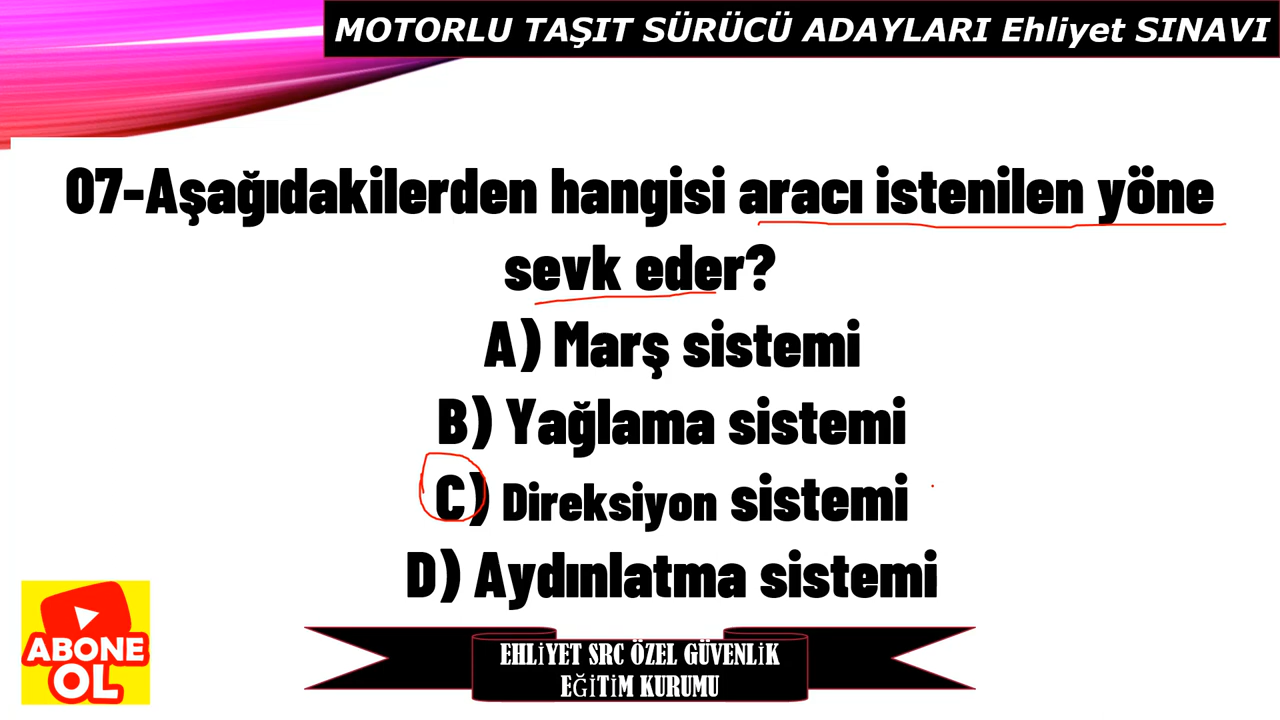 MOTORLU TAŞIT SÜRÜCÜ ADAYLARI Ehliyet SINAVI
07-Aşağıdakilerden hangisi aracı istenilen yöne
sevk eder?
A) Marş sistemi
B) Yağlama sistemi
C) Direksiyon sistemi
D) Aydınlatma sistemi
ABONE
OL
EHLİYET SRC ÖZEL GÜVENLİK
EĞİTİM KURUMU